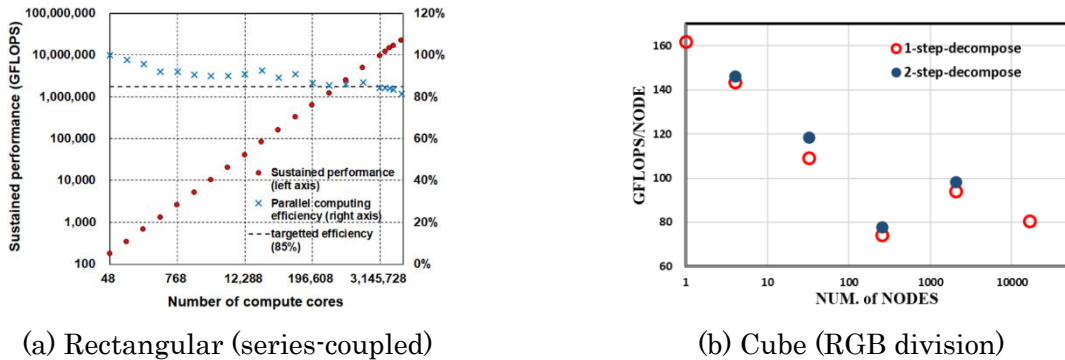 100,000,000
10,000,000
1,000,000
100,000
10,000
1,000
100
120%
100%
80%
60%
40%
20%
0%
Sustained performance (GFLOPS)
Sustained performance
(left axis)
Parallel computing
efficiency (right axis)
targetted efficiency
(85%)
48
768
12,288
196,608
3,145,728
Number of compute cores
(a) Rectangular (series-coupled)
160
140
120
100
80
60
GFLOPS/NODE
1-step-decompose
2-step-decompose
1
10
100
1000
10000
NUM. of NODES
(b) Cube (RGB division)